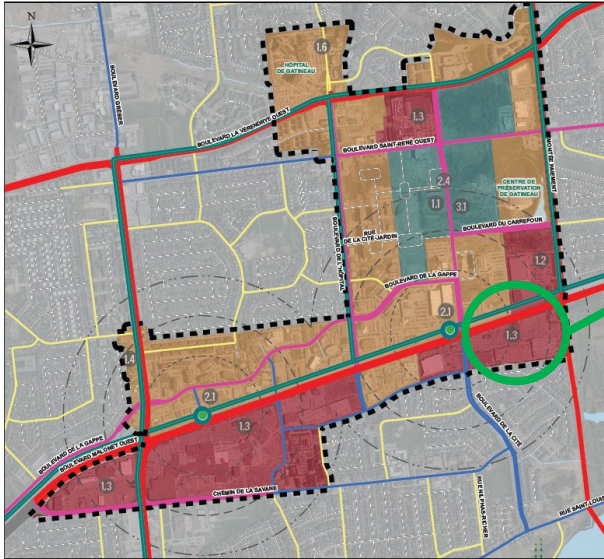 N
1.6
HÔPITAL
DE GATINEAU
BOULEVARD GRÉBER
BOULEVARD LA VÉRENDRYE OUEST
1.3
BOULEVARD SAINT-RENÉ OUEST
MONTÉE PAIEMENT
2.4
CENTRE DE
PRÉSERVATION
DE GATINEAU
1.1
3.1
RUE
DE LA CITÉ-JARDIN
BOULEVARD DU CARREFOUR
BOULEVARD DE L'HÔPITAL
BOULEVARD DE LA GAPPE
1.2
2.1
1.3
1.4
2.1
BOULEVARD DE LA CITÉ
1.3
BOULEVARD DE LA GAPPE
BOULEVARD MALONEY OUEST
1.3
CHEMIN DE LA SAVANE
RUE NILPHAS-RICHER
RUE SAINT-LOUIS